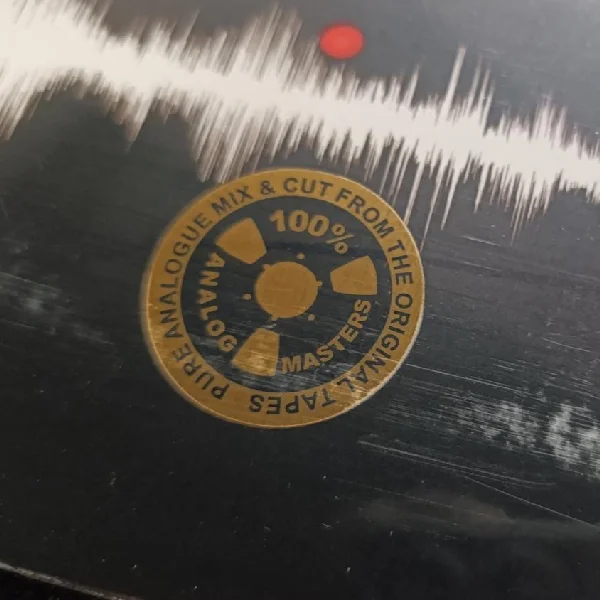 PURE ANALOGUE MIX & CUT FROM THE ORIGINAL TAPES
100%
ANALOG
MASTERS